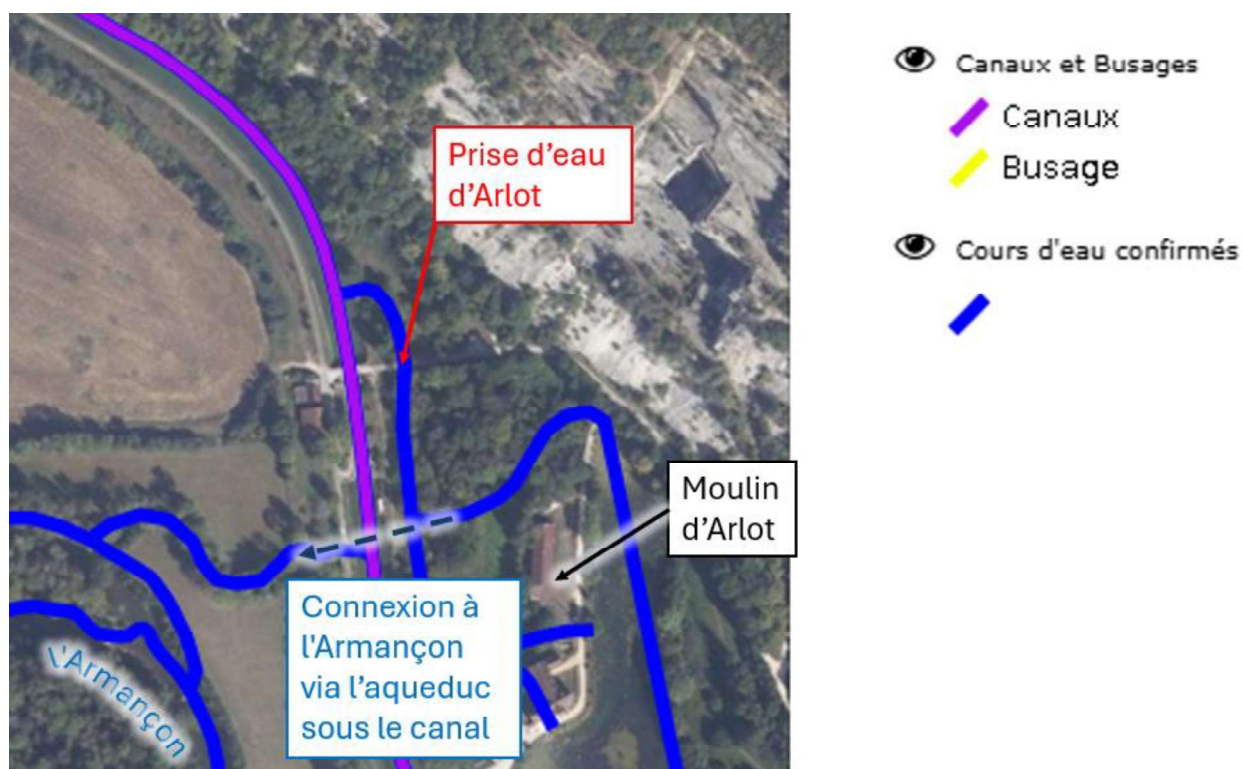 Prise d'eau
d'Arlot
Moulin
d'Arlot
Connexion à
l'Armançon
via l'aqueduc
sous le canal
L'Armançon
Canaux et Busages
Canaux
Busage
Cours d'eau confirmés